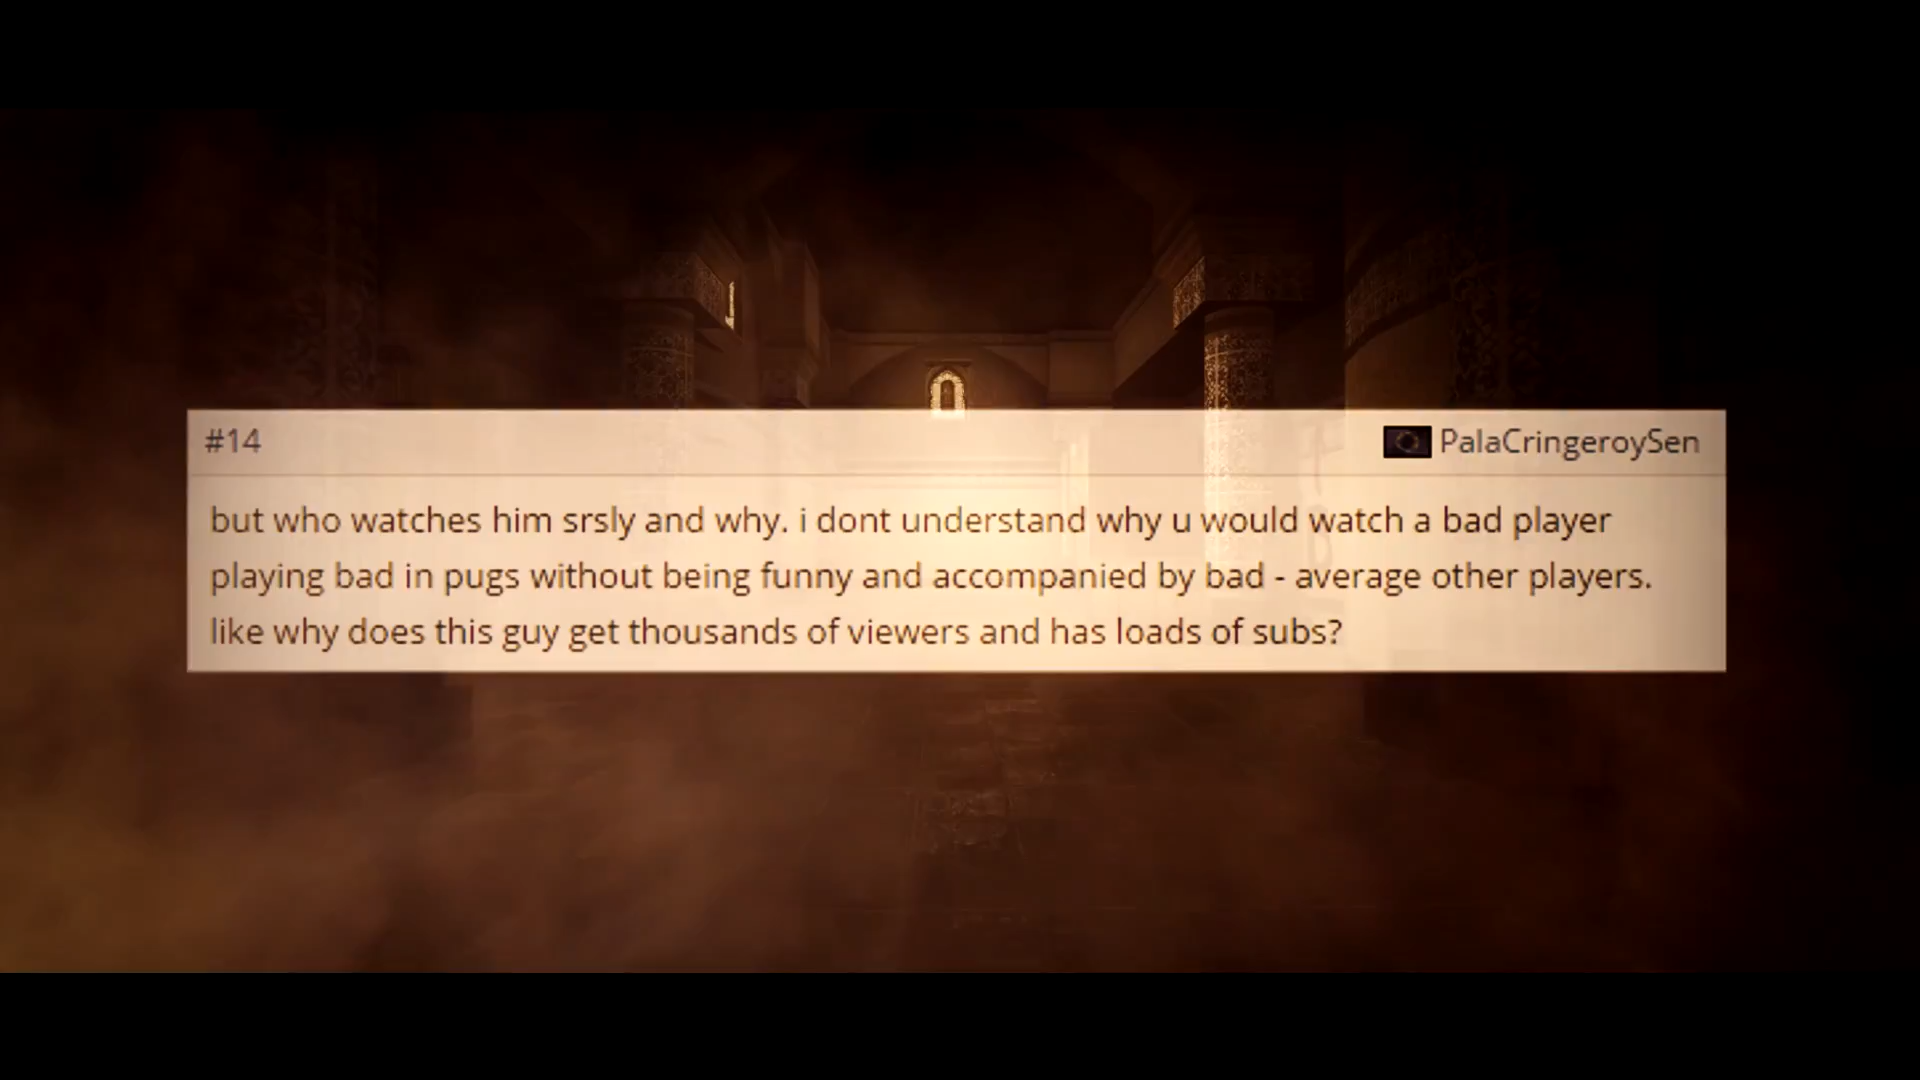 #14 PalaCringeroySen
but who watches him srsly and why. i dont understand why u would watch a bad player
playing bad in pugs without being funny and accompanied by bad - average other players.
like why does this guy get thousands of viewers and has loads of subs?